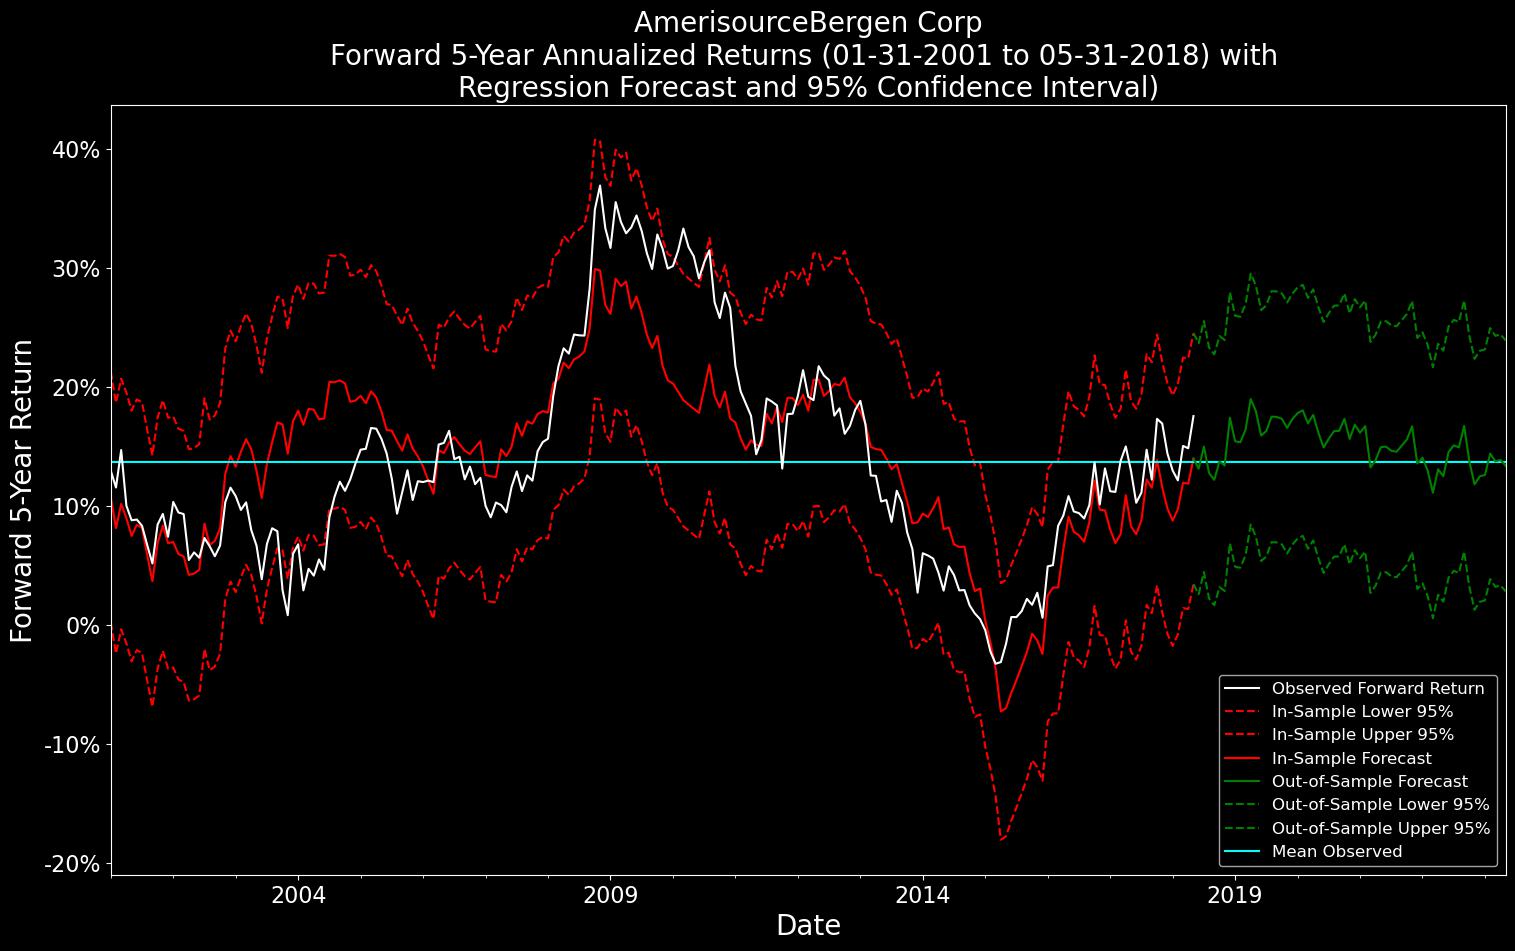 AmerisourceBergen Corp
Forward 5-Year Annualized Returns (01-31-2001 to 05-31-2018) with
Regression Forecast and 95% Confidence Interval)
Forward 5-Year Return
40%
30%
20%
10%
0%
-10%
-20%
Observed Forward Return
In-Sample Lower 95%
In-Sample Upper 95%
In-Sample Forecast
Out-of-Sample Forecast
Out-of-Sample Lower 95%
Out-of-Sample Upper 95%
Mean Observed
2004
2009
2014
2019
Date